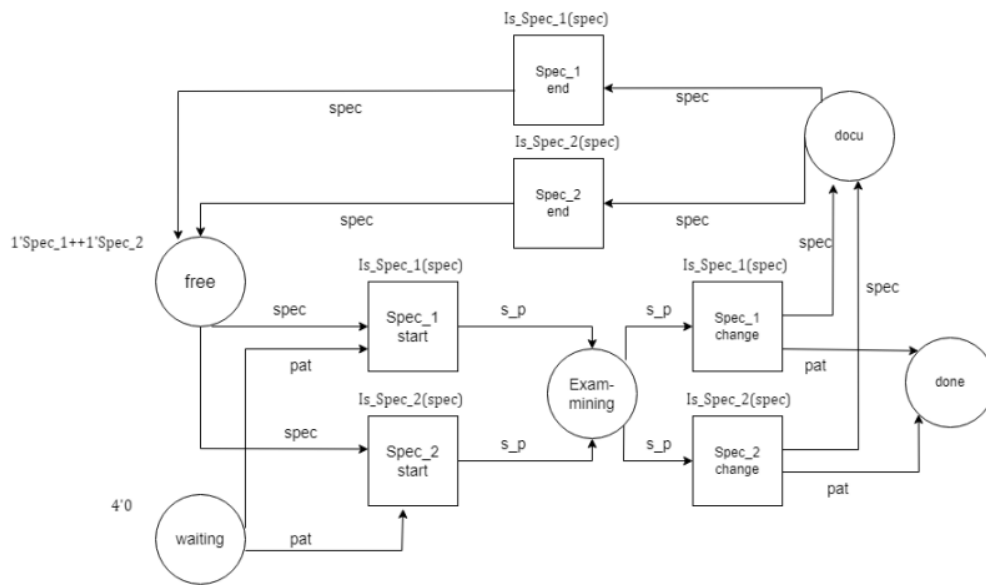 Is_Spec_1(spec)
Spec_1
end
spec
spec
docu
Is_Spec_2(spec)
Spec_2
end
spec
spec
1'Spec_1++1'Spec_2
free
spec
spec
Is_Spec_1(spec)
Is_Spec_1(spec)
spec
Spec_1
start
s_p
s_p
Spec_1
change
pat
pat
Exam-
mining
done
Is_Spec_2(spec)
Is_Spec_2(spec)
spec
Spec_2
start
s_p
s_p
Spec_2
change
pat
4'0
waiting
pat